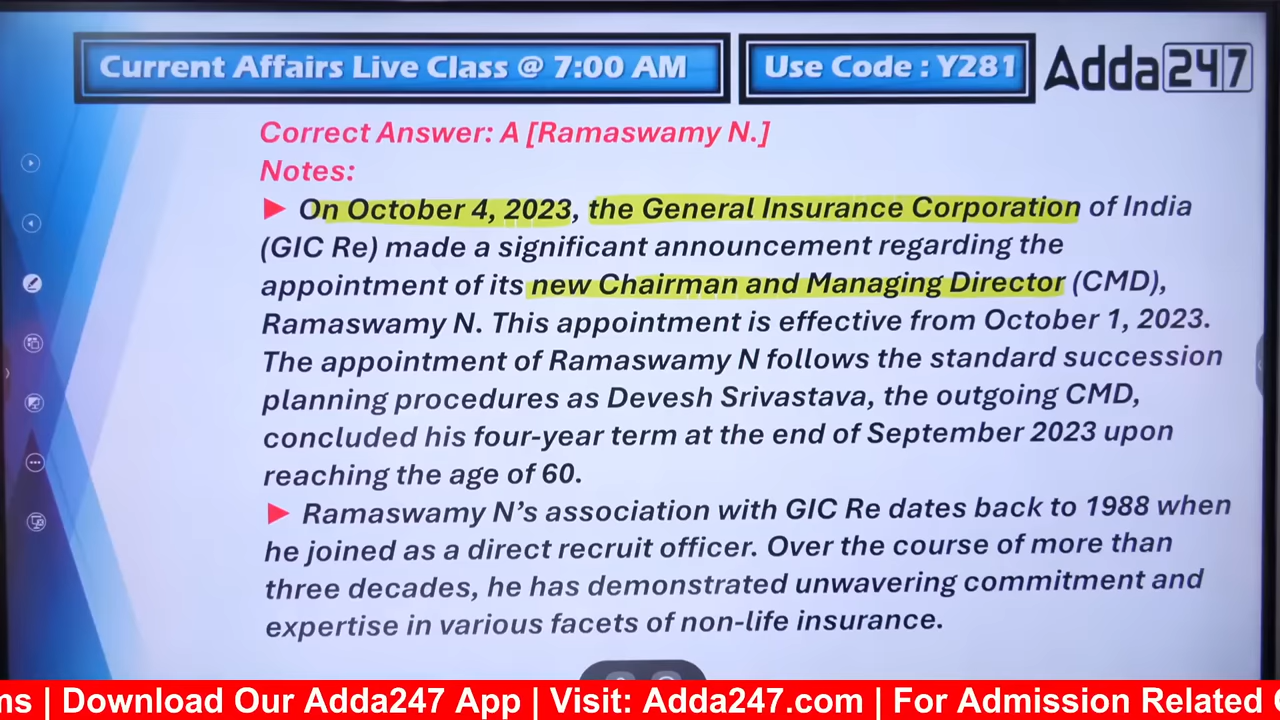 Current Affairs Live Class @ 7:00 AM
Use Code : Y281
Adda247
Correct Answer: A [Ramaswamy N.]
Notes:
► On October 4, 2023, the General Insurance Corporation of India
(GIC Re) made a significant announcement regarding the
appointment of its new Chairman and Managing Director (CMD),
Ramaswamy N. This appointment is effective from October 1, 2023.
The appointment of Ramaswamy N follows the standard succession
planning procedures as Devesh Srivastava, the outgoing CMD,
concluded his four-year term at the end of September 2023 upon
reaching the age of 60.
► Ramaswamy N’s association with GIC Re dates back to 1988 when
he joined as a direct recruit officer. Over the course of more than
three decades, he has demonstrated unwavering commitment and
expertise in various facets of non-life insurance.
| Download Our Adda247 App | Visit: Adda247.com | For Admission Related